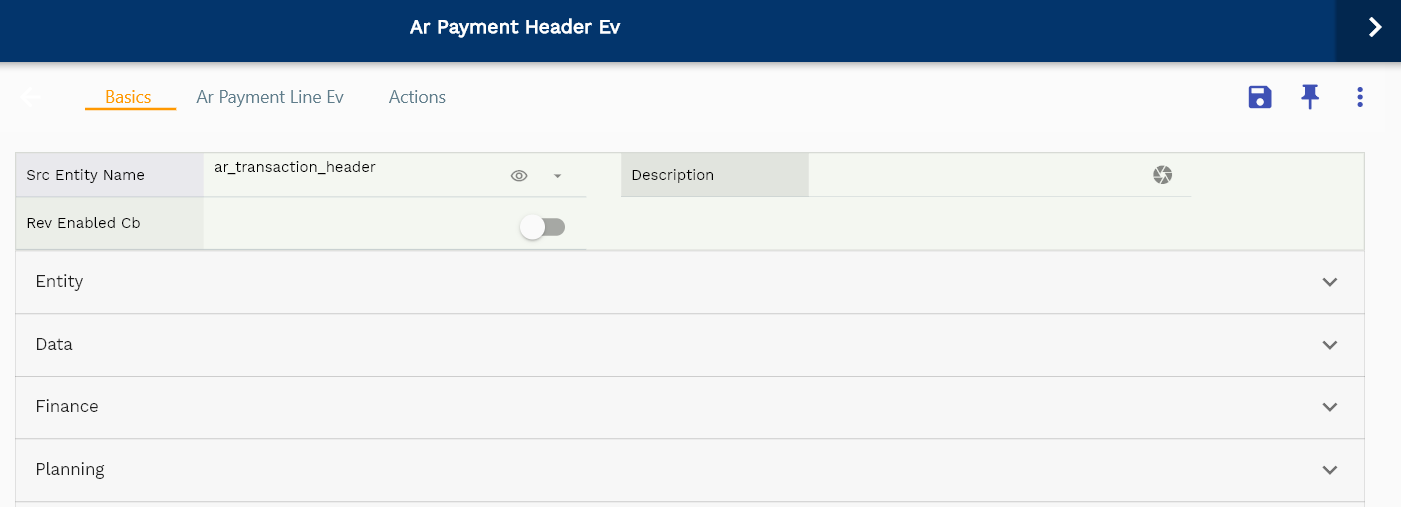 Ar Payment Header Ev
Basics Ar Payment Line Ev Actions
Src Entity Name ar_transaction_header Description
Rev Enabled Cb
Entity
Data
Finance
Planning